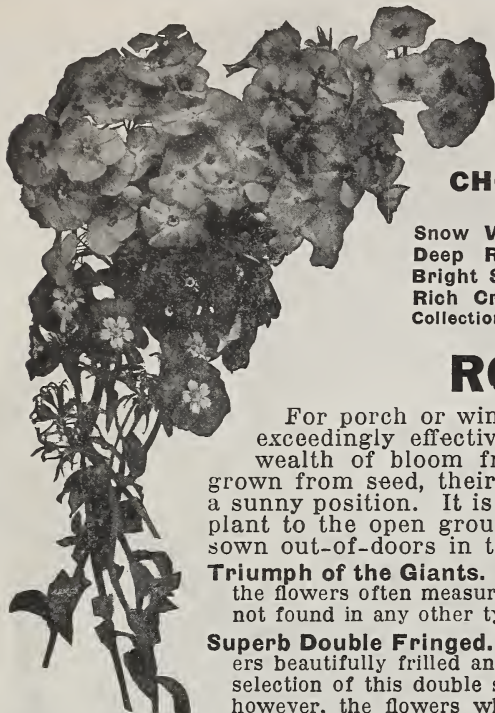 CH
Snow
Deep
Bright
Rich
Collection
RO
For porch or win
exceedingly effectiv
wealth of bloom fr
grown from seed, their
a sunny position. It is
plant to the open grou
sown out-of-doors in t
Triumph of the Giants.
the flowers often measur
not found in any other ty
Superb Double Fringed.
ers beautifully frilled an
selection of this double s
however, the flowers wh